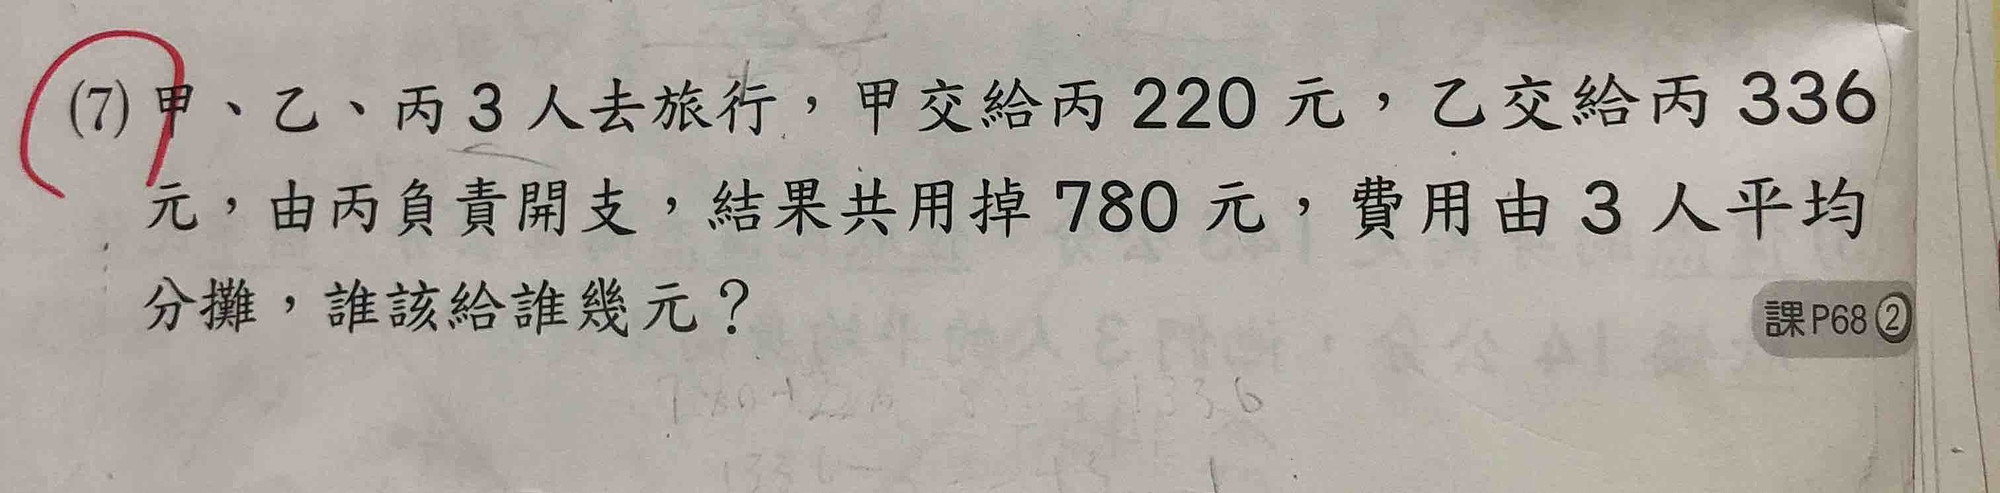 (7) 甲、乙、丙 3 人去旅行，甲交給丙 220 元，乙交給丙 336
元，由丙負責開支，結果共用掉 780 元，費用由 3 人平均
分攤，誰該給誰幾元？
課P68②